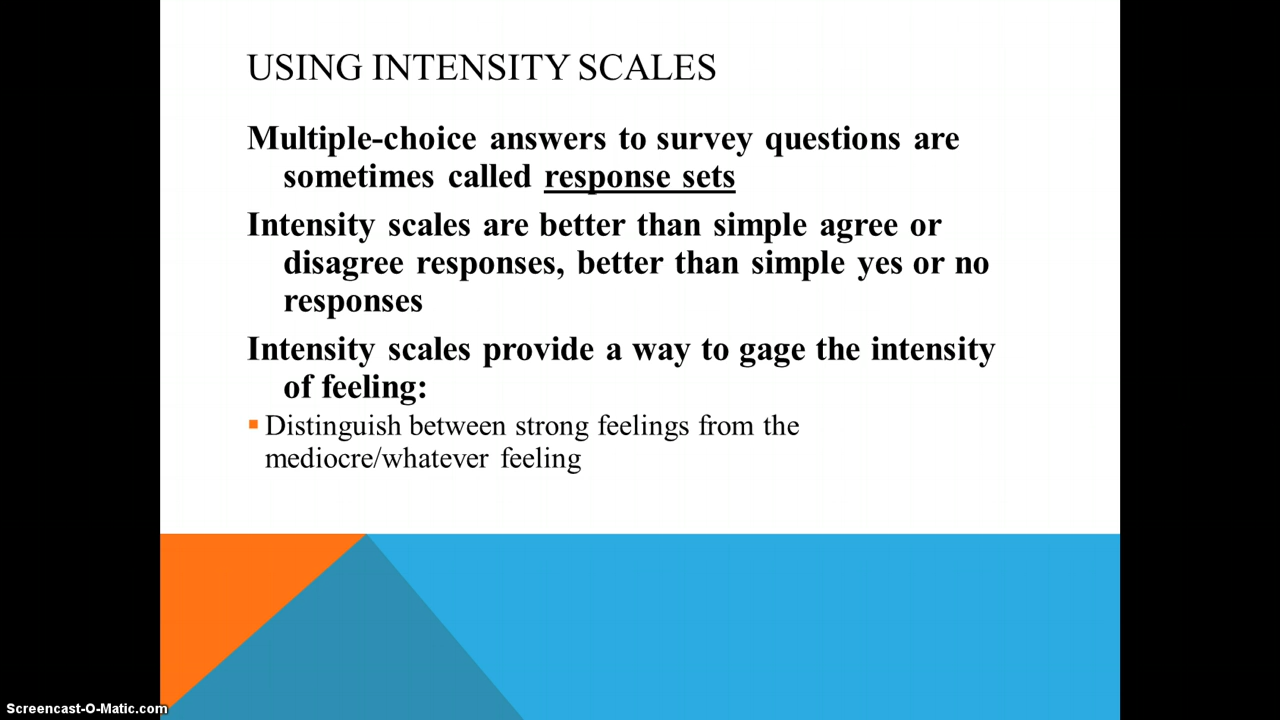 USING INTENSITY SCALES
Multiple-choice answers to survey questions are
sometimes called response sets
Intensity scales are better than simple agree or
disagree responses, better than simple yes or no
responses
Intensity scales provide a way to gage the intensity
of feeling:
Distinguish between strong feelings from the
mediocre/whatever feeling
Screencast-O-Matic.com